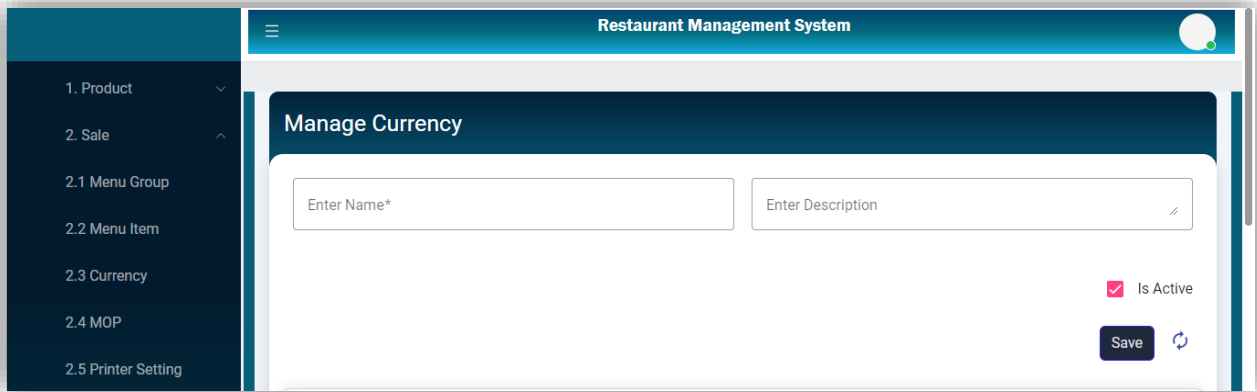 Restaurant Management System
1. Product
2. Sale
2.1 Menu Group
2.2 Menu Item
2.3 Currency
2.4 MOP
2.5 Printer Setting
Manage Currency
Enter Name*
Enter Description
Is Active
Save